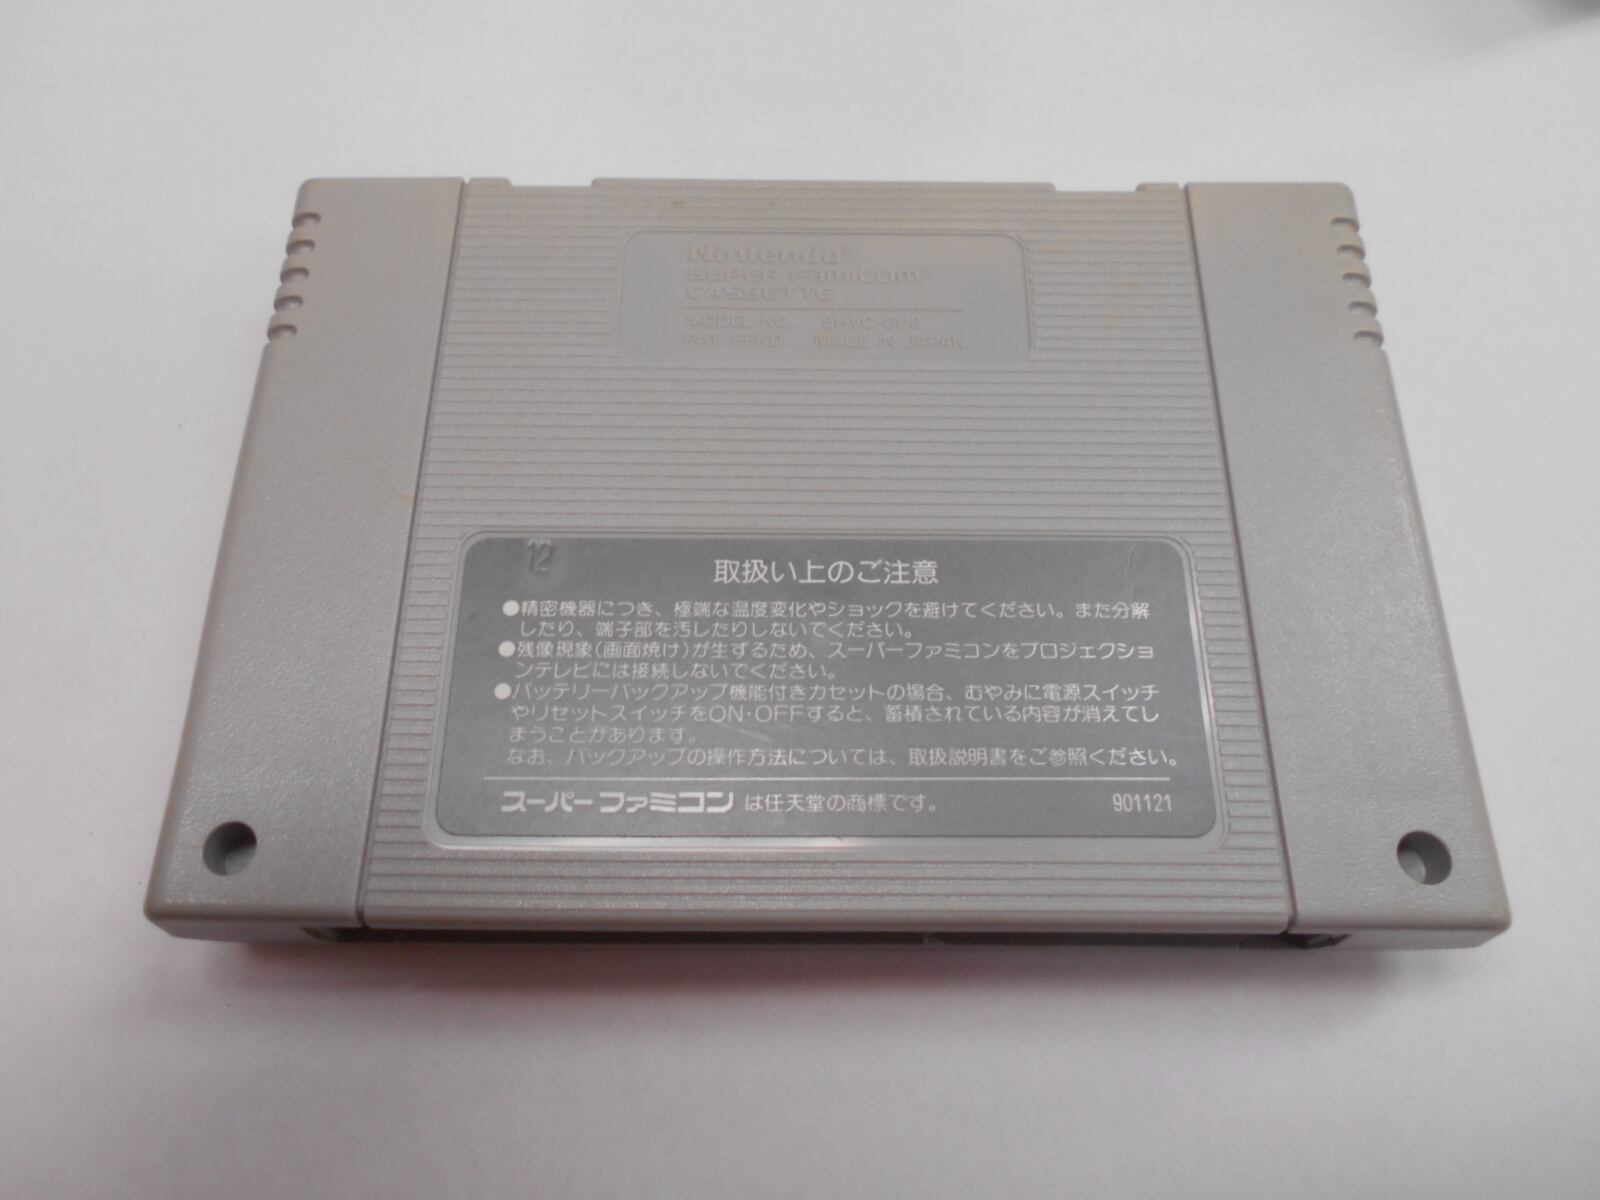 Nintendo®
SUPER Famicom®
CASSETTE
MODEL NO. SHVC-006
PAT. PEND. MADE IN JAPAN
12
取扱い上のご注意
●精密機器につき、極端な温度変化やショックを避けてください。また分解
したり、端子部を汚したりしないでください。
●残像現象(画面焼け)が生ずるため、スーパーファミコンをプロジェクショ
ンテレビには接続しないでください。
●バッテリーバックアップ機能付きカセットの場合、むやみに電源スイッチ
やリセットスイッチをON・OFFすると、蓄積されている内容が消えてし
まうことがあります。
なお、バックアップの操作方法については、取扱説明書をご参照ください。
スーパーファミコンは任天堂の商標です。 901121